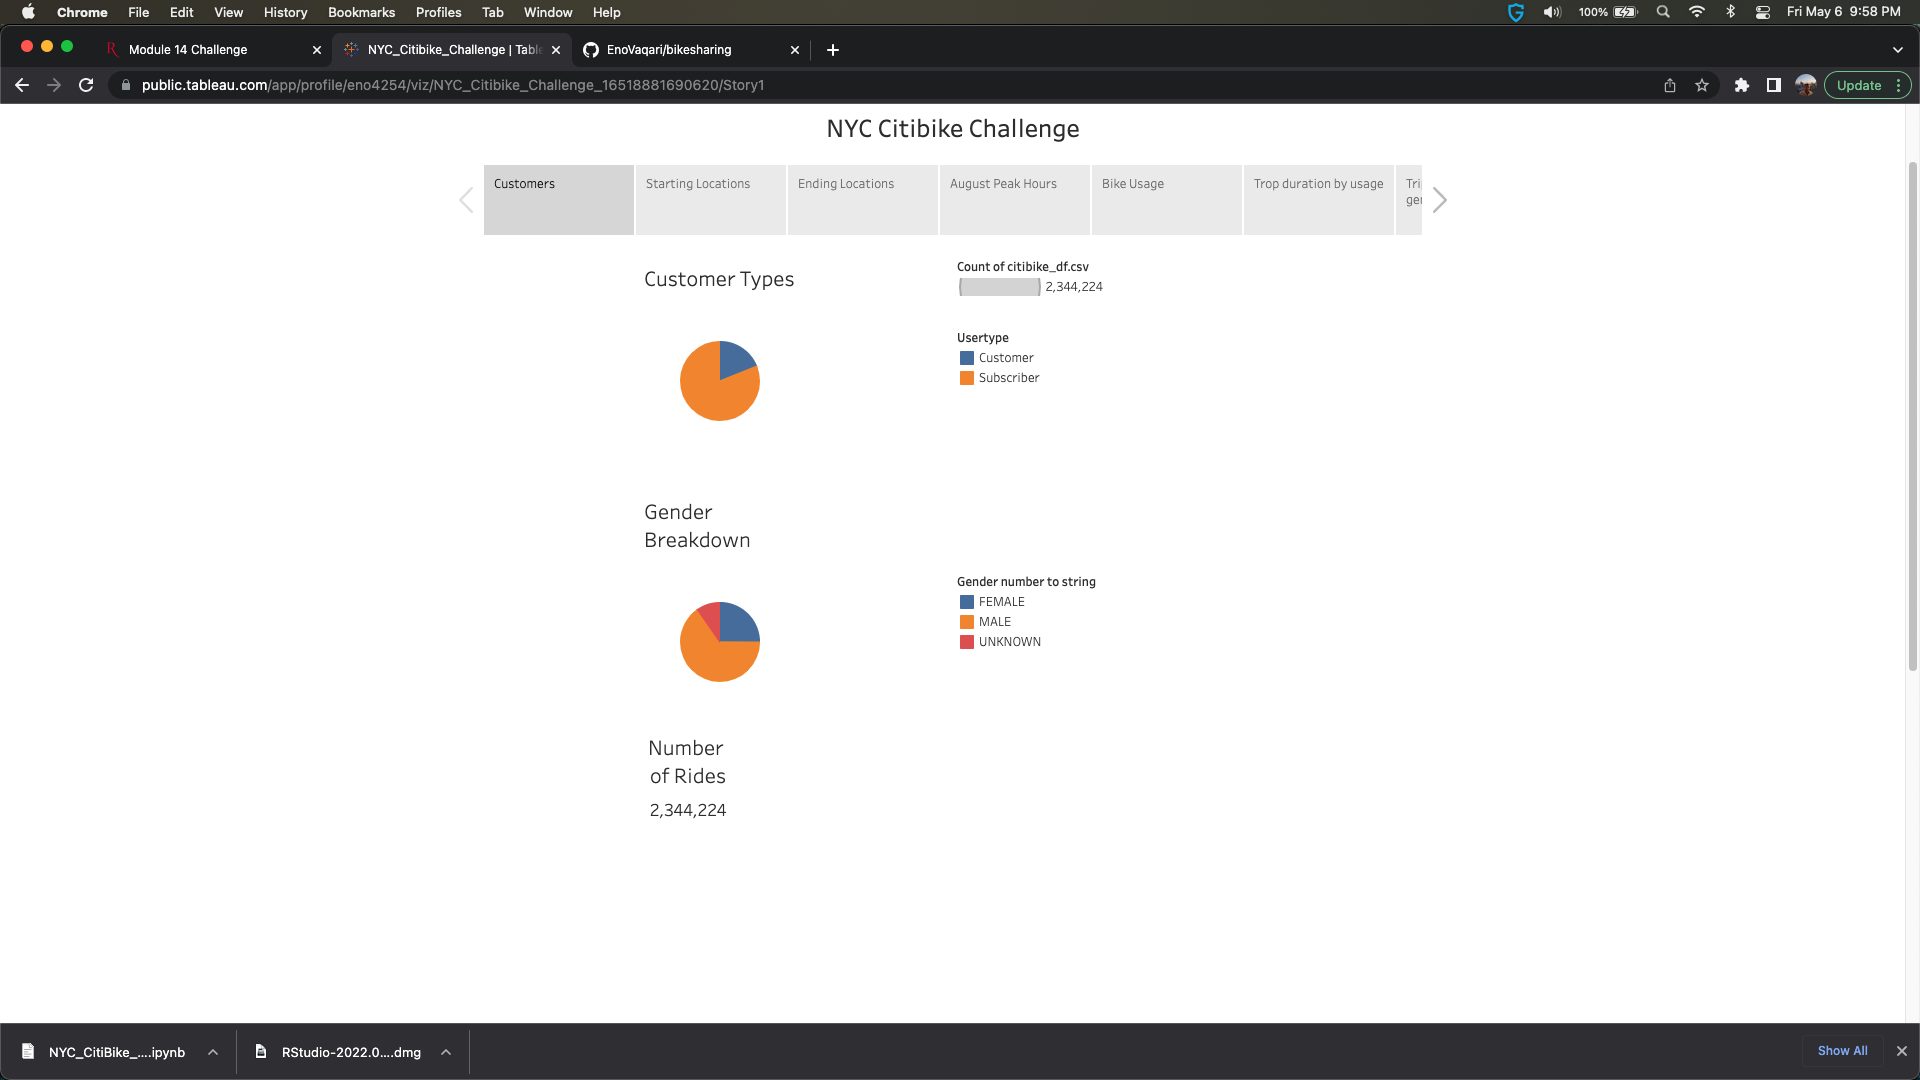 Chrome File Edit View History Bookmarks Profiles Tab Window Help 100% Fri May 6 9:58 PM
Module 14 Challenge NYC_Citibike_Challenge | Table EnoVaqari/bikesharing
public.tableau.com/app/profile/eno4254/viz/NYC_Citibike_Challenge_16518881690620/Story1 Update
NYC Citibike Challenge
Customers Starting Locations Ending Locations August Peak Hours Bike Usage Trop duration by usage Tri
ge
Customer Types
Count of citibike_df.csv
2,344,224
Usertype
Customer
Subscriber
Gender
Breakdown
Gender number to string
FEMALE
MALE
UNKNOWN
Number
of Rides
2,344,224
NYC_CitiBike_....ipynb RStudio-2022.0....dmg Show All